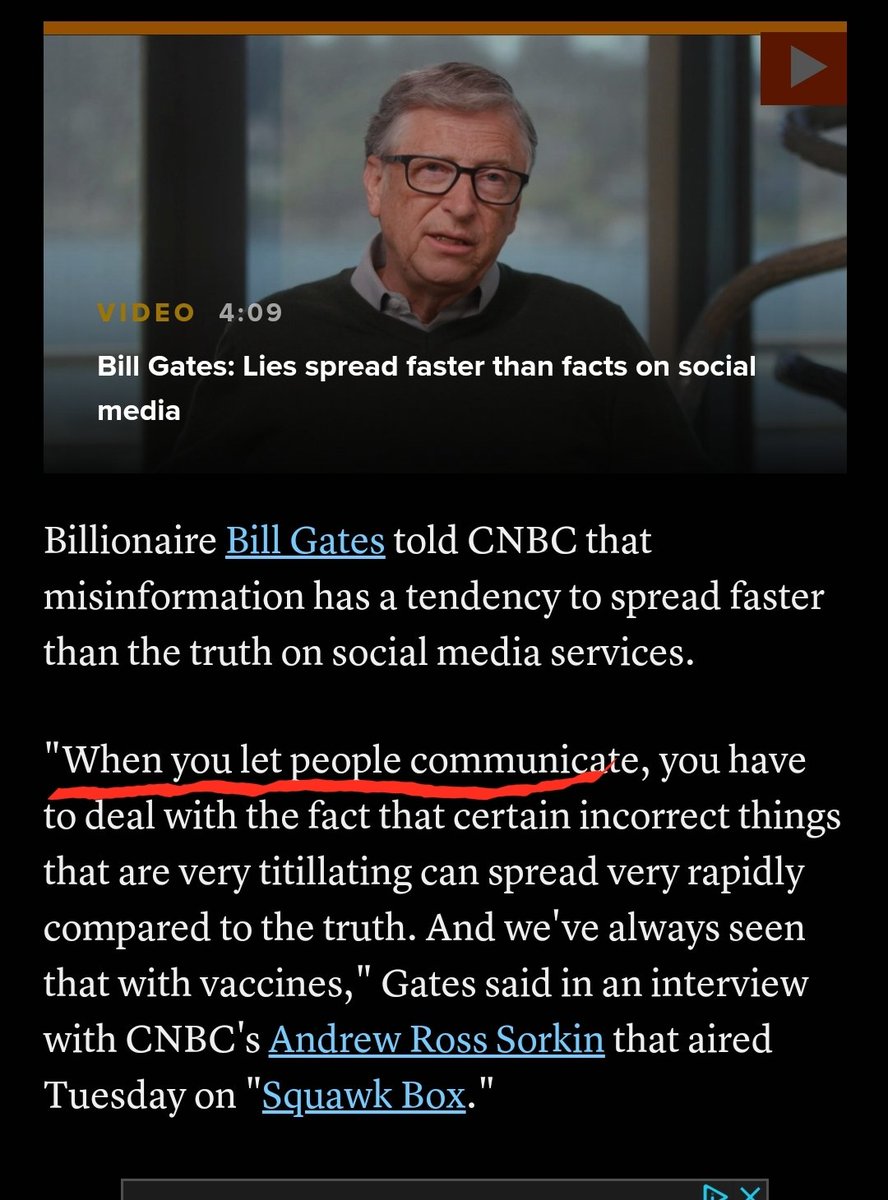 VIDEO 4:09
Bill Gates: Lies spread faster than facts on social
media
Billionaire Bill Gates told CNBC that
misinformation has a tendency to spread faster
than the truth on social media services.
"When you let people communicate, you have
to deal with the fact that certain incorrect things
that are very titillating can spread very rapidly
compared to the truth. And we've always seen
that with vaccines," Gates said in an interview
with CNBC's Andrew Ross Sorkin that aired
Tuesday on "Squawk Box."